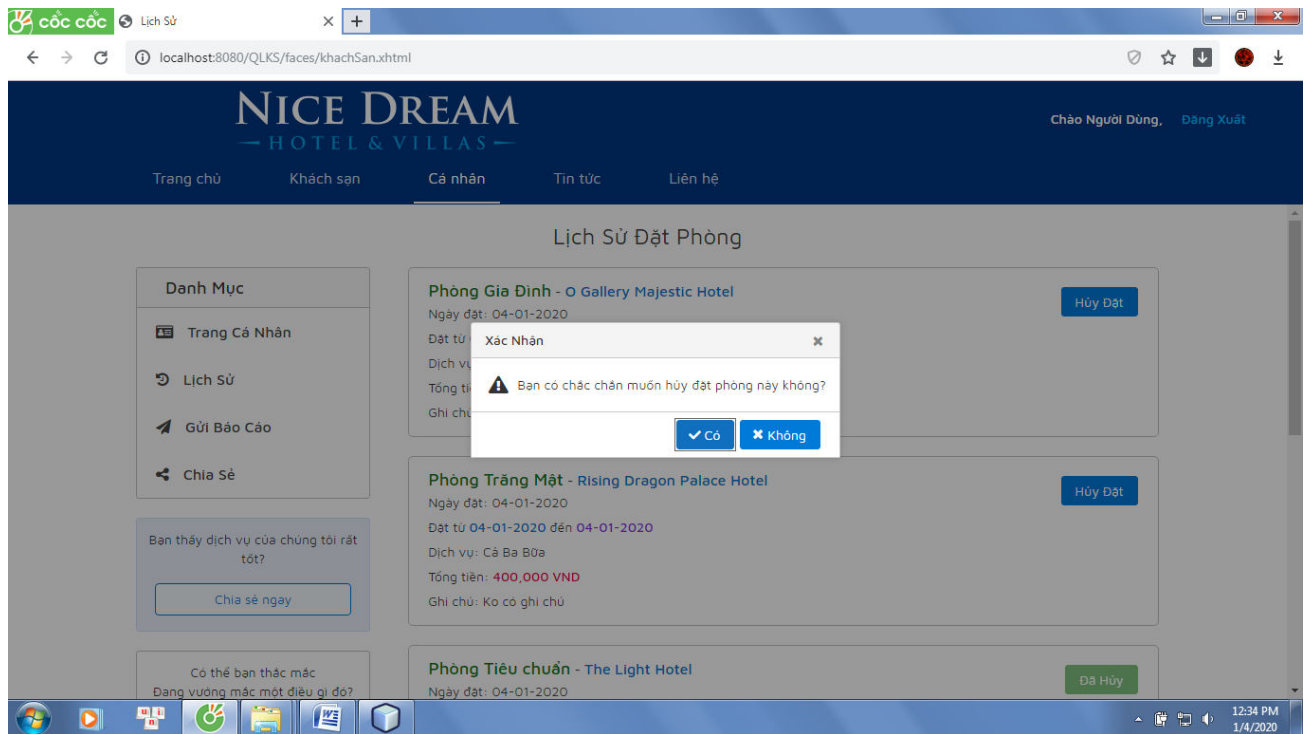 cốc cốc
Lịch Sử
localhost:8080/QLKS/faces/khachSan.xhtml
NICE DREAM
HOTEL & VILLAS
Chào Người Dùng, Đăng Xuất
Trang chủ Khách sạn Cá nhân Tin tức Liên hệ
Lịch Sử Đặt Phòng
Danh Mục
Trang Cá Nhân
Lịch Sử
Gửi Báo Cáo
Chia Sẻ
Bạn thấy dịch vụ của chúng tôi rất
tốt?
Chia sẻ ngay
Có thể bạn thắc mắc
Đang vướng mắc một điều gì đó?
Phòng Gia Đình - O Gallery Majestic Hotel
Hủy Đặt
Ngày đặt: 04-01-2020
Đặt từ
Dịch vụ
Tổng
Ghi chú
Xác Nhận
Bạn có chắc chắn muốn hủy đặt phòng này không?
Có
Không
Phòng Trăng Mật - Rising Dragon Palace Hotel
Hủy Đặt
Ngày đặt: 04-01-2020
Đặt từ 04-01-2020 đến 04-01-2020
Dịch vụ: Cả Ba Bữa
Tổng tiền: 400,000 VND
Ghi chú: Ko có ghi chú
Phòng Tiêu chuẩn - The Light Hotel
Đã Hủy
Ngày đặt: 04-01-2020
12:34 PM
1/4/2020